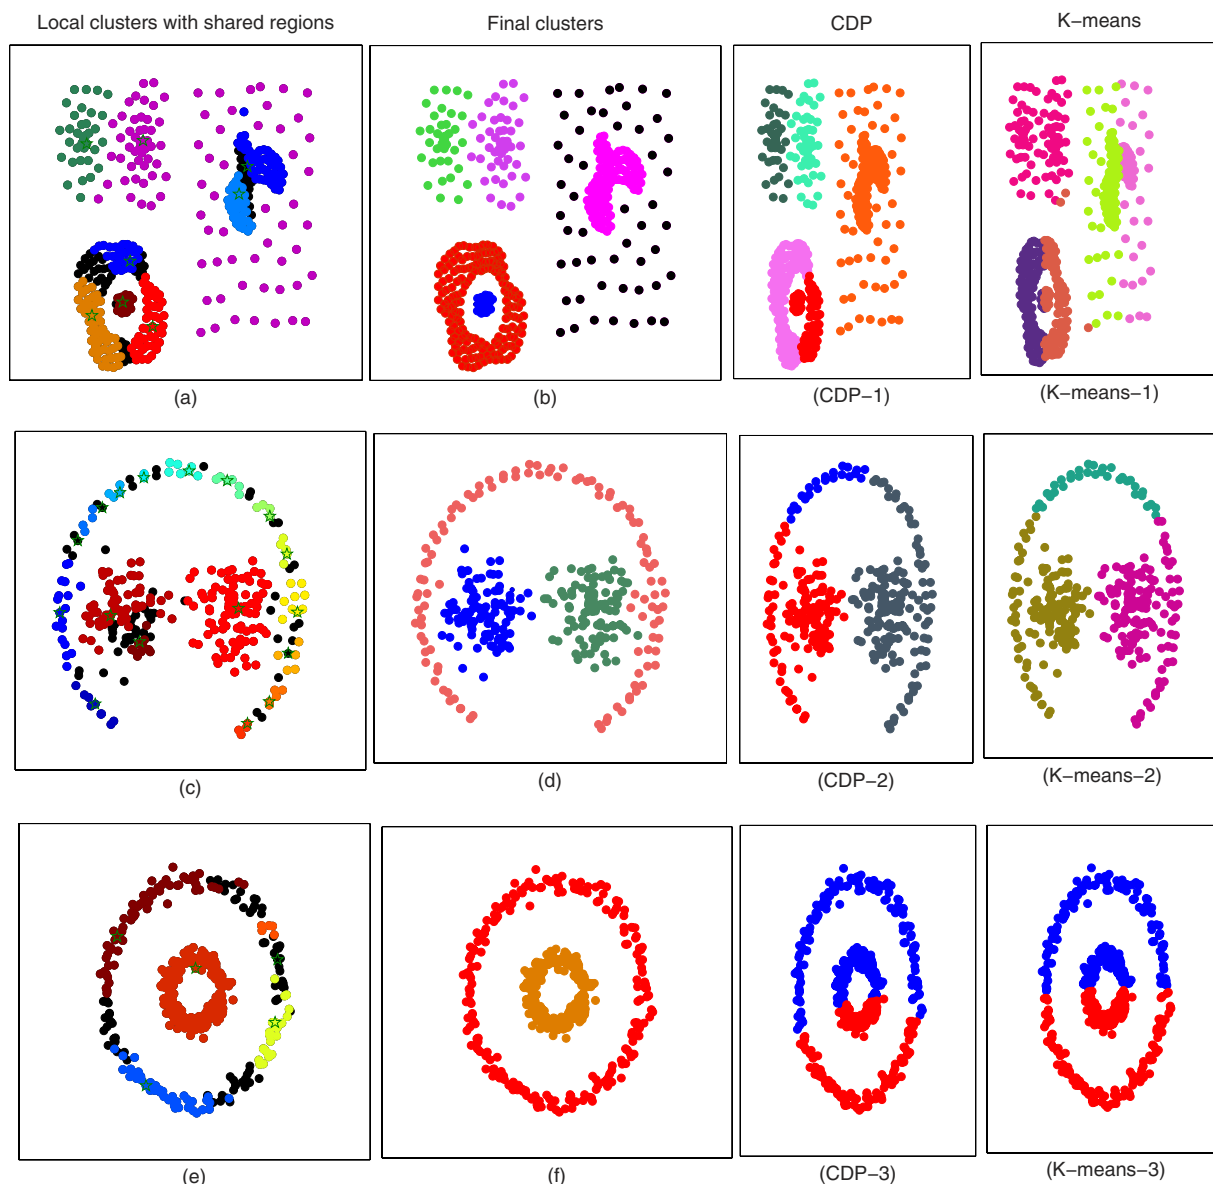 Local clusters with shared regions
Final clusters
CDP
K−means
(a)
(b)
(CDP−1)
(K−means−1)
(c)
(d)
(CDP−2)
(K−means−2)
(e)
(f)
(CDP−3)
(K−means−3)